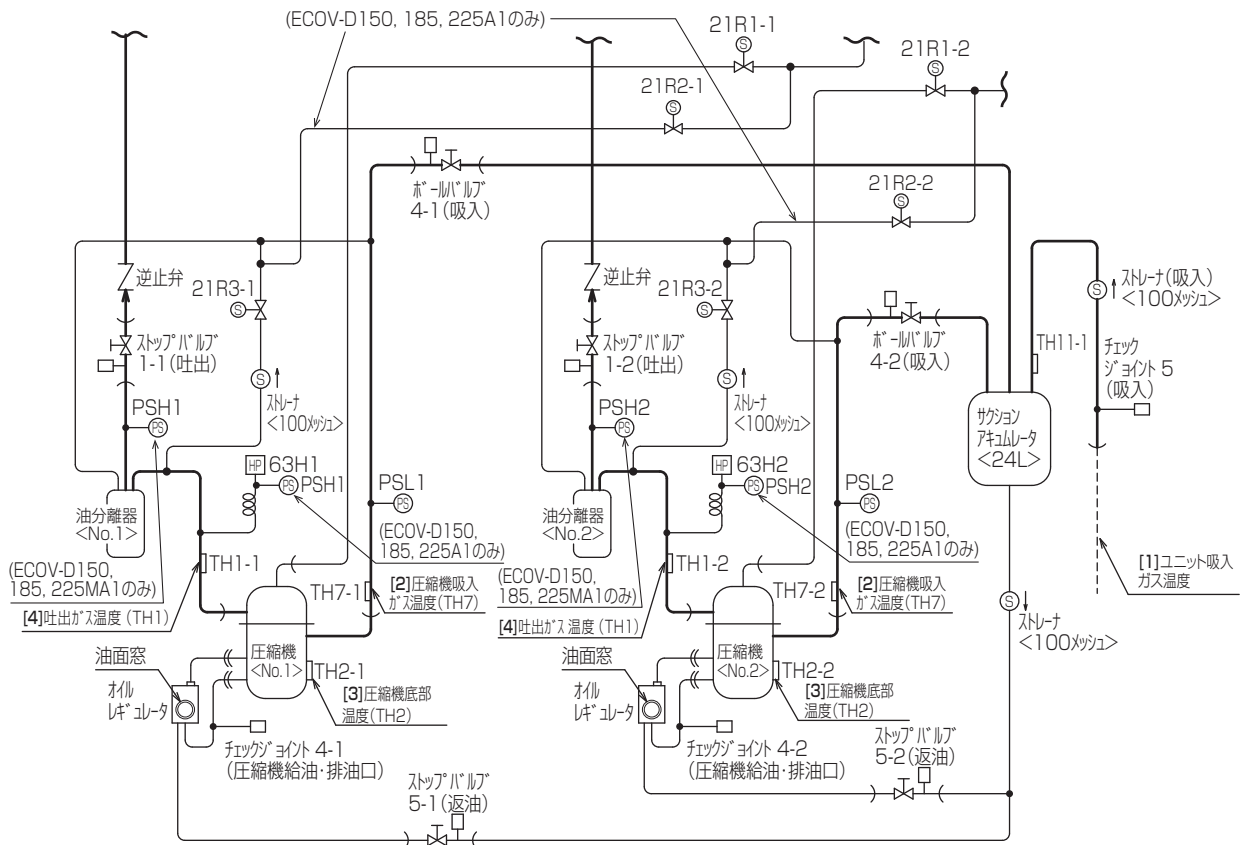 (ECOV-D150, 185, 225A1のみ)
21R1-1
21R1-2
21R2-1
21R2-2
ボールバルブ
4-1(吸入)
逆止弁
21R3-1
ストップバルブ
1-1(吐出)
S
ストレーナ
<100メッシュ>
PSH1
PS
HP
63H1
PS
PSH1
PSL1
PS
油分離器
<No.1>
(ECOV-D150,
185, 225A1のみ)
(ECOV-D150,
185, 225MA1のみ)
TH1-1
[4]吐出ガス温度 (TH1)
TH7-1
[2]圧縮機吸入
ガス温度(TH7)
圧縮機
<No.1>
TH2-1
[3]圧縮機底部
温度(TH2)
油面窓
オイル
レギュレータ
チェックジョイント 4-1
(圧縮機給油・排油口)
ストップバルブ
5-1(返油)
逆止弁
21R3-2
ストップバルブ
1-2(吐出)
S
ストレーナ
<100メッシュ>
PSH2
PS
HP
63H2
PS
PSH2
PSL2
PS
油分離器
<No.2>
(ECOV-D150,
185, 225A1のみ)
(ECOV-D150,
185, 225MA1のみ)
TH1-2
[4]吐出ガス 温度 (TH1)
TH7-2
[2]圧縮機吸入
ガス温度(TH7)
圧縮機
<No.2>
TH2-2
[3]圧縮機底部
温度(TH2)
油面窓
オイル
レギュレータ
チェックジョイント 4-2
(圧縮機給油・排油口)
ストップバルブ
5-2(返油)
ボールバルブ
4-2(吸入)
TH11-1
S
ストレーナ(吸入)
<100メッシュ>
チェック
ジョイント 5
(吸入)
サクション
アキュムレータ
<24L>
[1]ユニット吸入
ガス温度
S
ストレーナ
<100メッシュ>
S
S
S
S
S
S